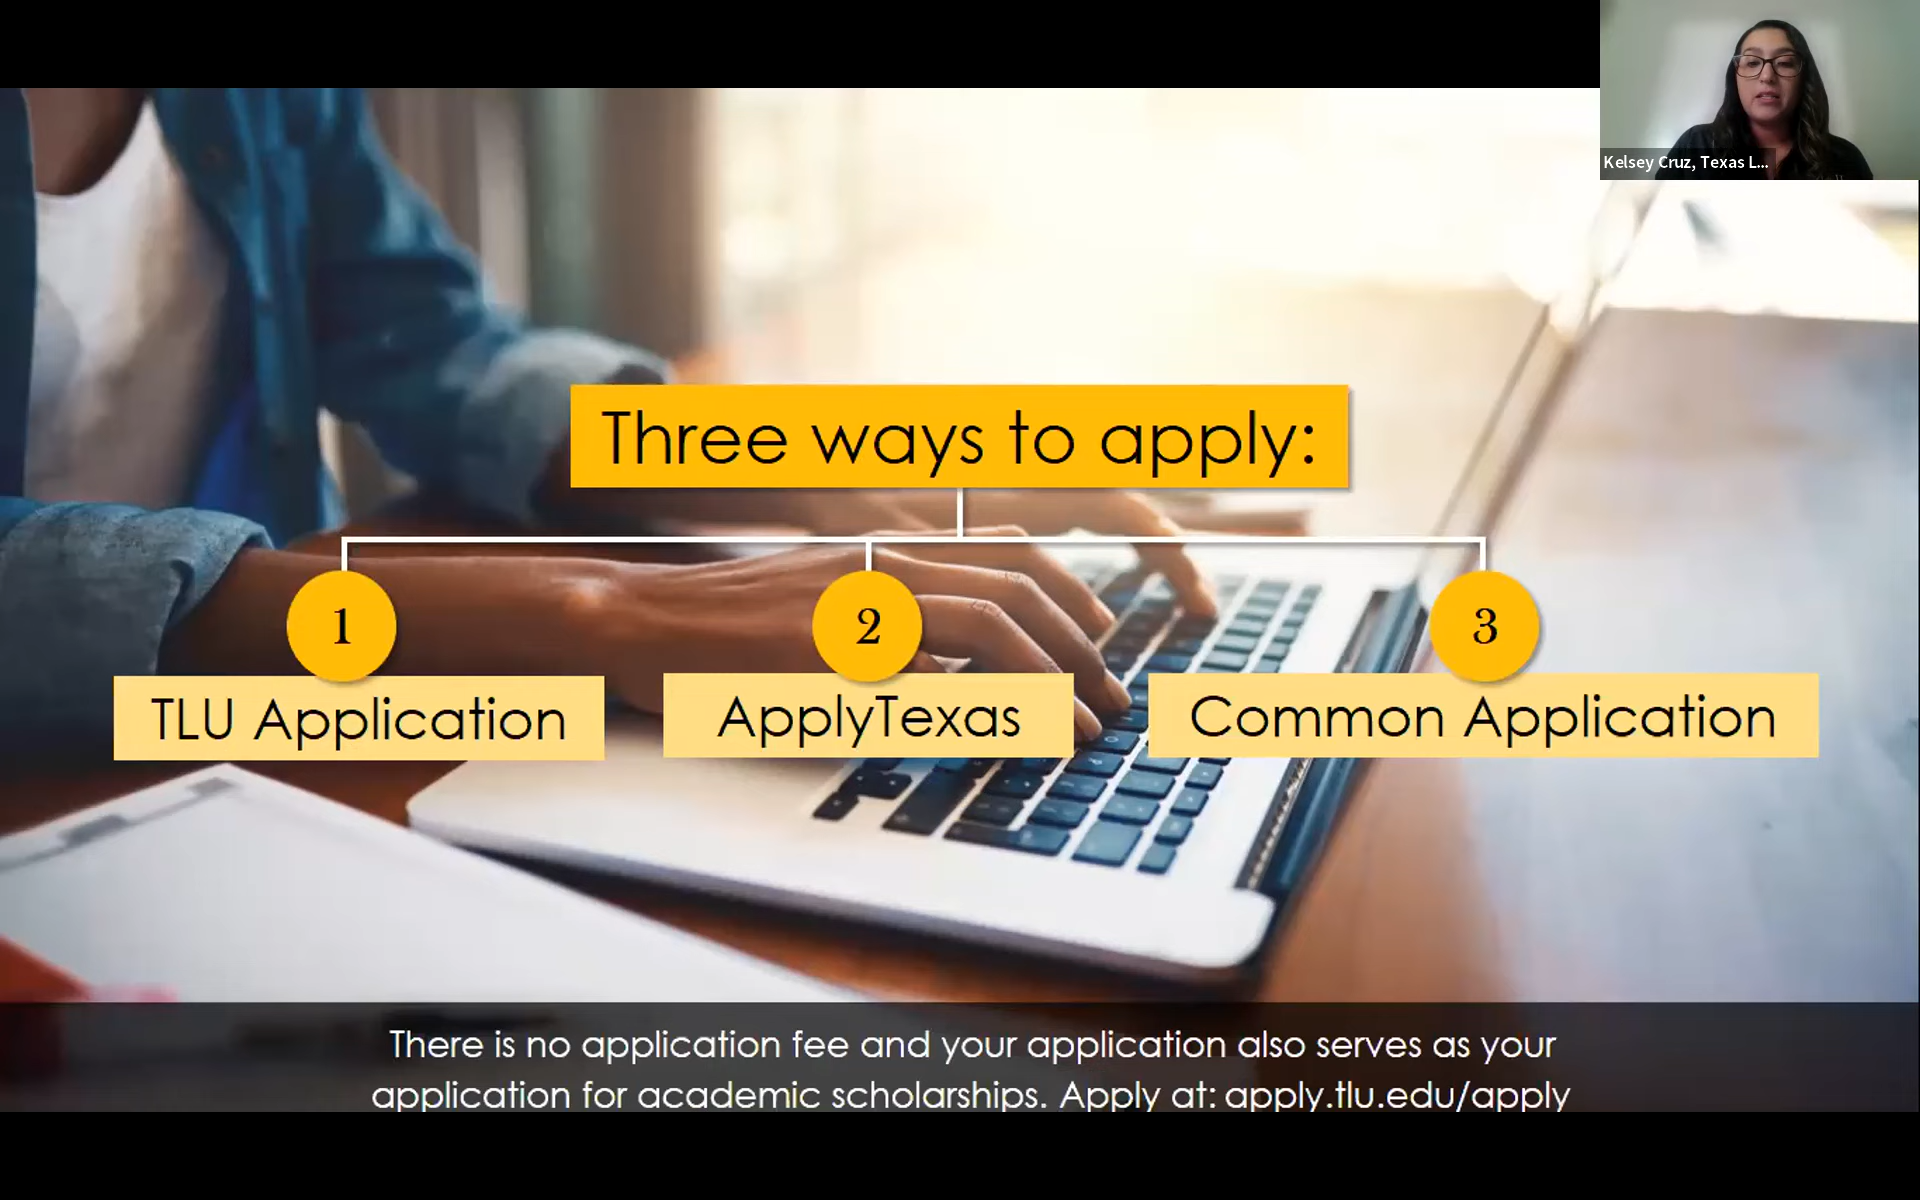 Kelsey Cruz, Texas L...
Three ways to apply:
1
2
3
TLU Application
ApplyTexas
Common Application
There is no application fee and your application also serves as your
application for academic scholarships. Apply at: apply.tlu.edu/apply